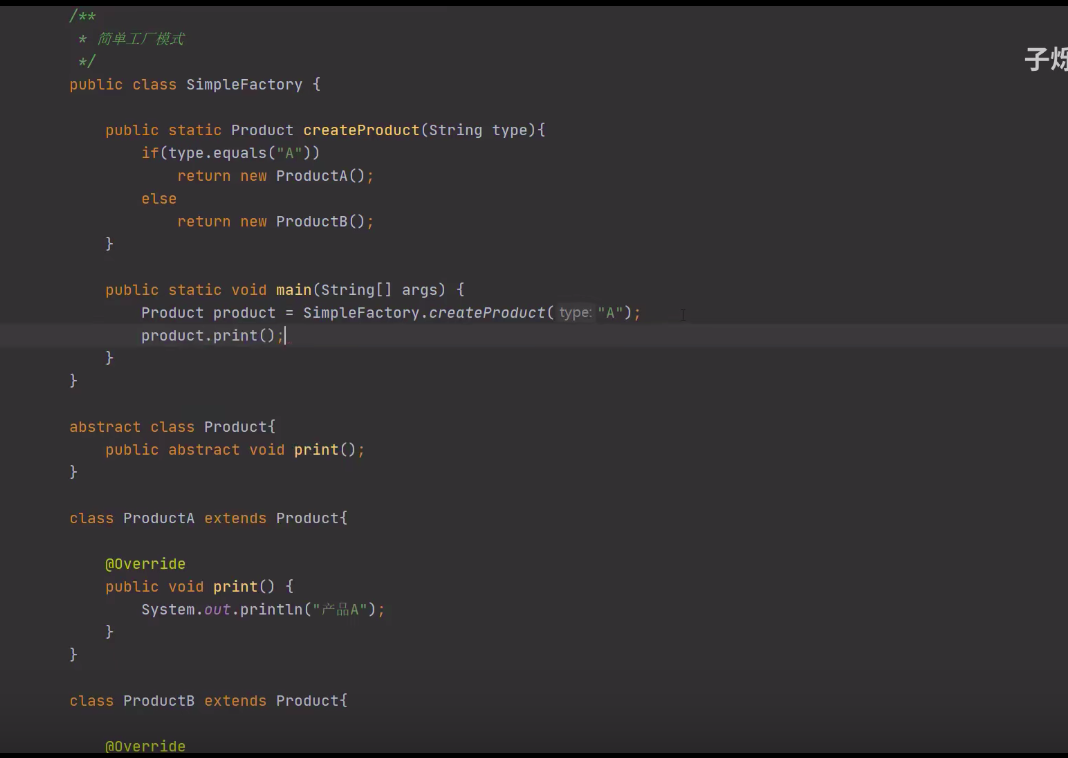 /**
* 简单工厂模式
*/
子烁
public class SimpleFactory {
public static Product createProduct(String type){
if(type.equals("A"))
return new ProductA();
else
return new ProductB();
}
public static void main(String[] args) {
Product product = SimpleFactory.createProduct( type: "A");
product.print();
}
}
abstract class Product{
public abstract void print();
}
class ProductA extends Product{
@Override
public void print() {
System.out.println("产品A");
}
}
class ProductB extends Product{
@Override